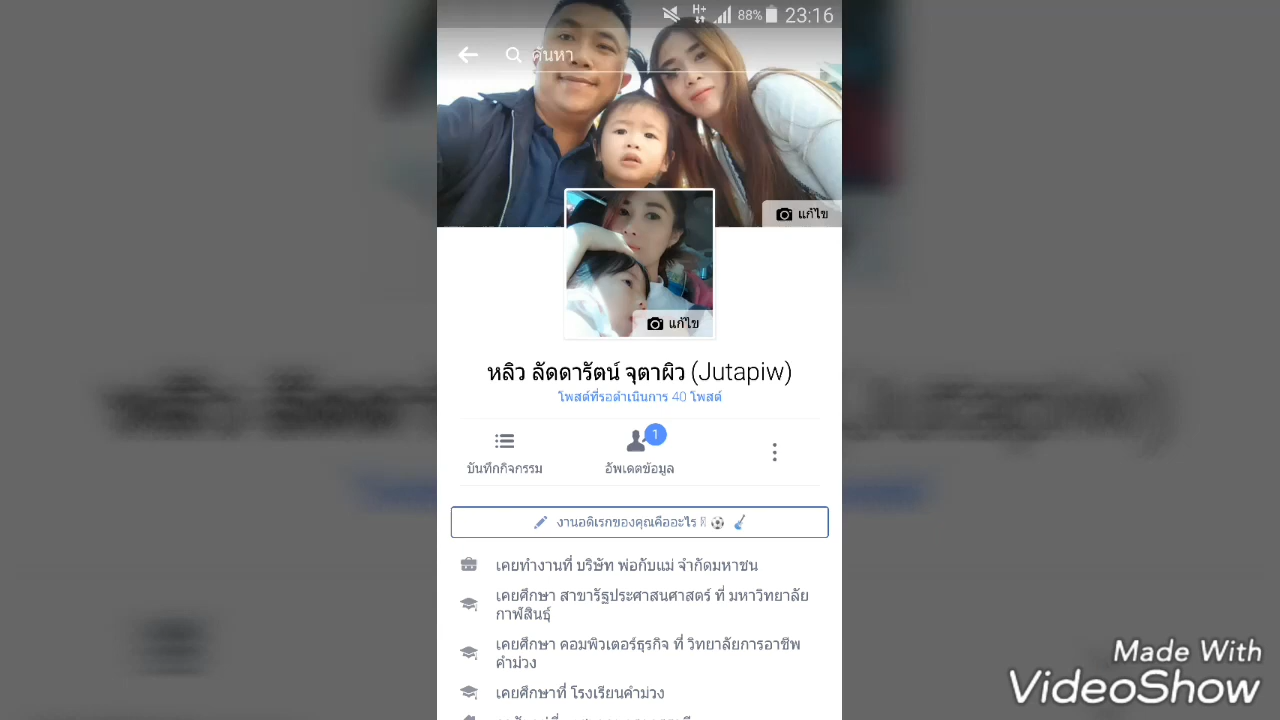 H+ 88% 23:16
ค้นหา
แก้ไข
แก้ไข
หลิว ลัดดารัตน์ จุตาผิว (Jutapiw)
โพสต์ที่รอดำเนินการ 40 โพสต์
1
บันทึกกิจกรรม อัพเดตข้อมูล
งานอดิเรกของคุณคืออะไร
เคยทำงานที่ บริษัท พ่อกับแม่ จำกัดมหาชน
เคยศึกษา สาขารัฐประศาสนศาสตร์ ที่ มหาวิทยาลัย
กาฬสินธุ์
เคยศึกษา คอมพิวเตอร์ธุรกิจ ที่ วิทยาลัยการอาชีพ
คำม่วง
เคยศึกษาที่ โรงเรียนคำม่วง
Made With
VideoShow